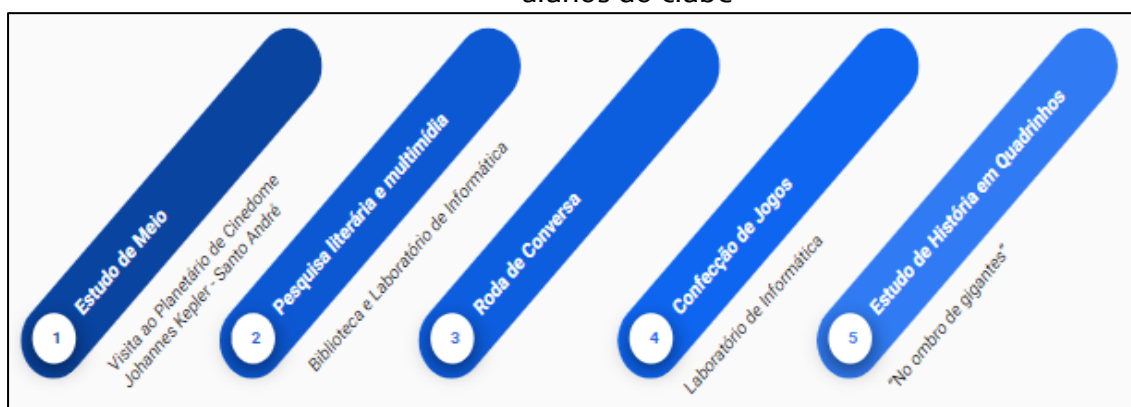 1
Estudo de Meio
Visita ao Planetário de Cinedome
Johannes Kepler - Santo André
2
Pesquisa literária e multimídia
Biblioteca e Laboratório de Informática
3
Roda de Conversa
4
Confecção de Jogos
Laboratório de Informática
5
Estudo de História em Quadrinhos
"No ombro de gigantes"